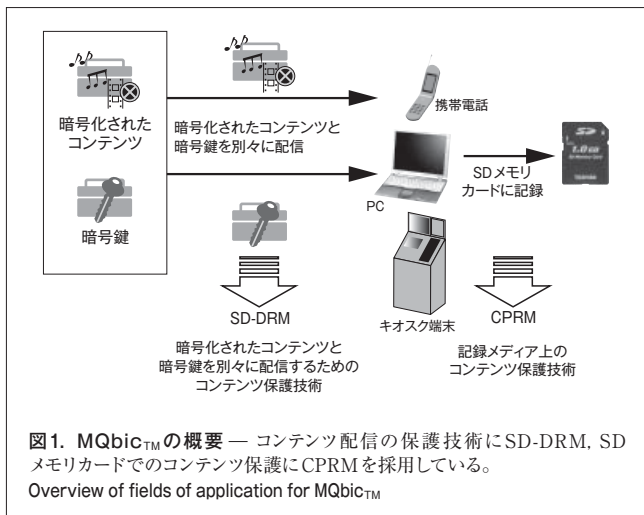 暗号化された
コンテンツ
暗号鍵
暗号化されたコンテンツと
暗号鍵を別々に配信
携帯電話
PC
SDメモリ
カードに記録
SD
1.0GB
SD Memory Card
TOSHIBA
キオスク端末
SD-DRM
暗号化されたコンテンツと
暗号鍵を別々に配信するための
コンテンツ保護技術
CPRM
記録メディア上の
コンテンツ保護技術
図1. MQbicTMの概要 — コンテンツ配信の保護技術にSD-DRM, SD
メモリカードでのコンテンツ保護にCPRMを採用している。
Overview of fields of application for MQbicTM